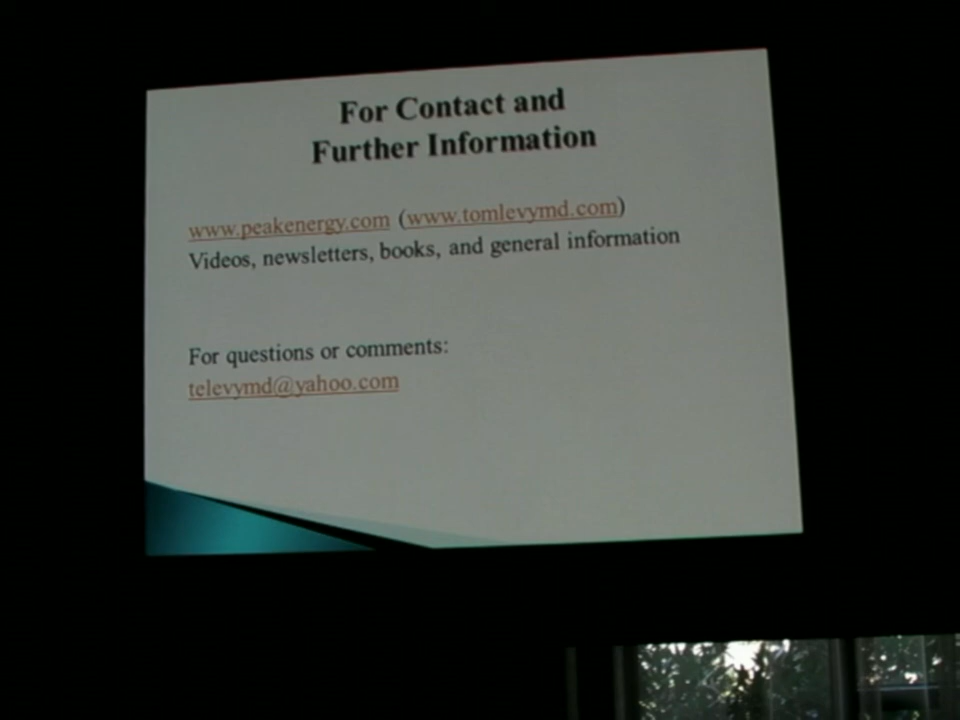 For Contact and
Further Information
www.peakenergy.com (www.tomlevymd.com)
Videos, newsletters, books, and general information
For questions or comments:
televymd@yahoo.com